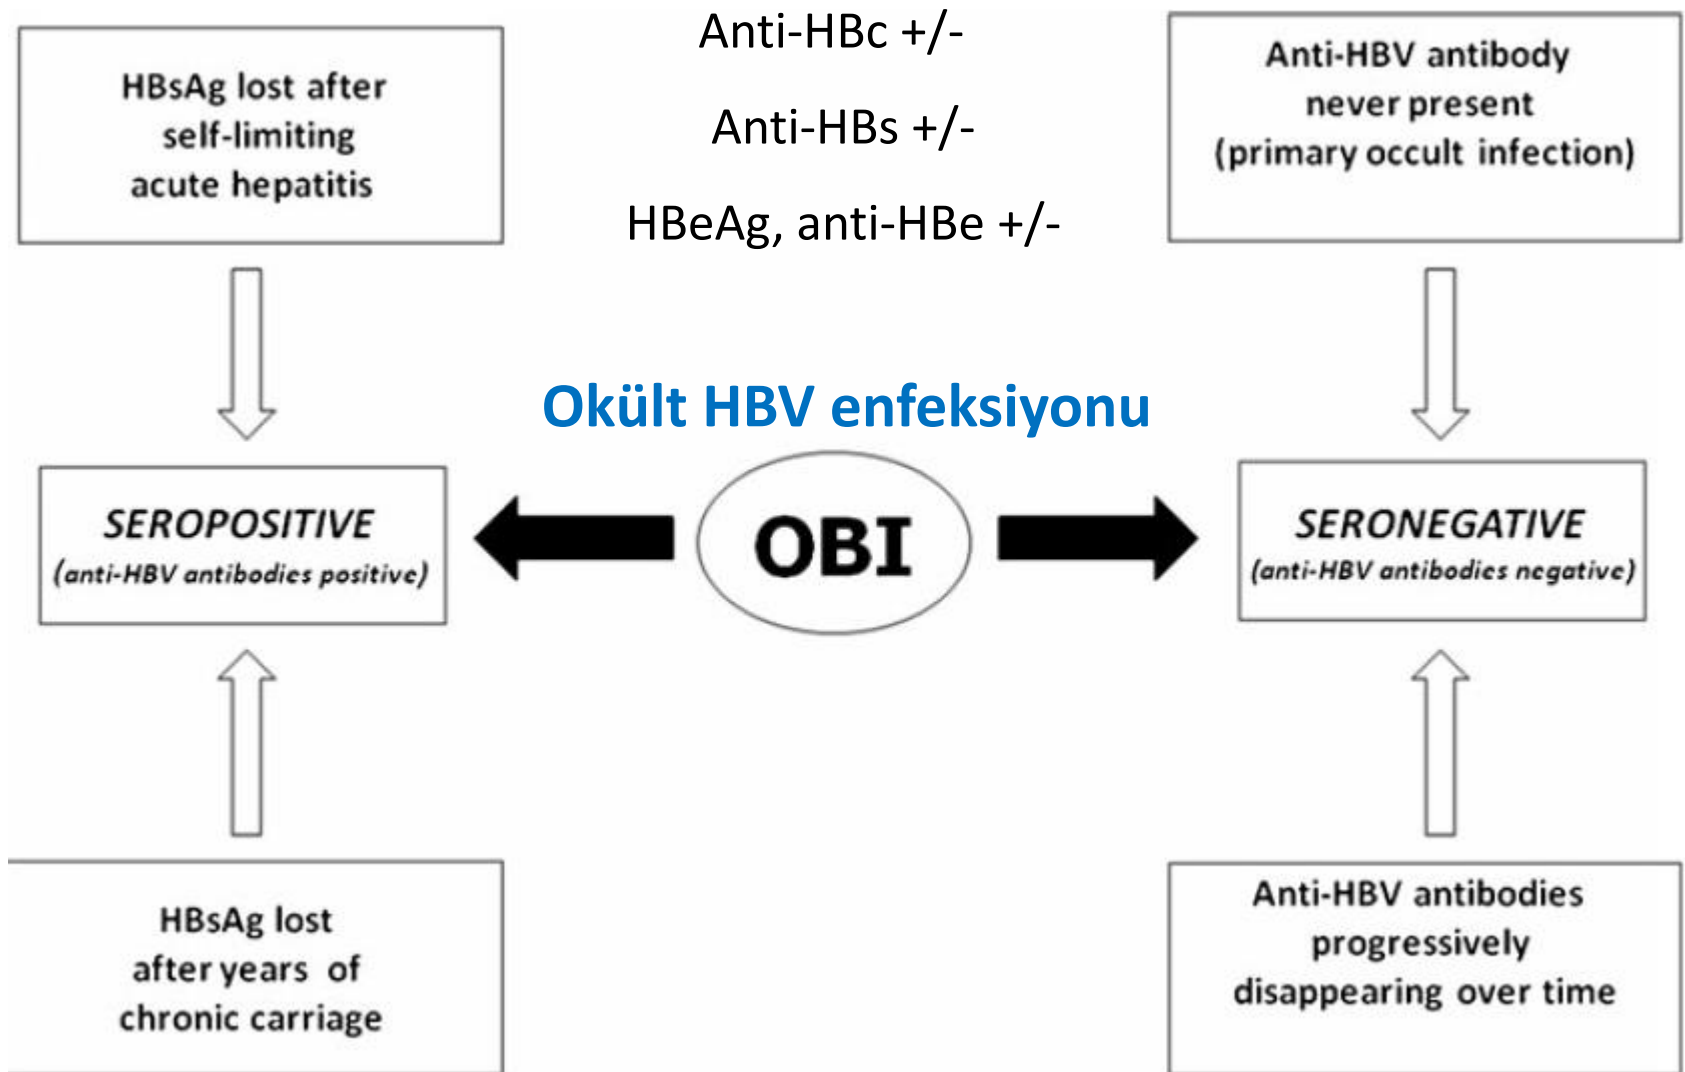 HBsAg lost after
self-limiting
acute hepatitis
Anti-HBc +/-
Anti-HBs +/-
HBeAg, anti-HBe +/-
Anti-HBV antibody
never present
(primary occult infection)
Okült HBV enfeksiyonu
SEROPOSITIVE
(anti-HBV antibodies positive)
OBI
SERONEGATIVE
(anti-HBV antibodies negative)
HBsAg lost
after years of
chronic carriage
Anti-HBV antibodies
progressively
disappearing over time